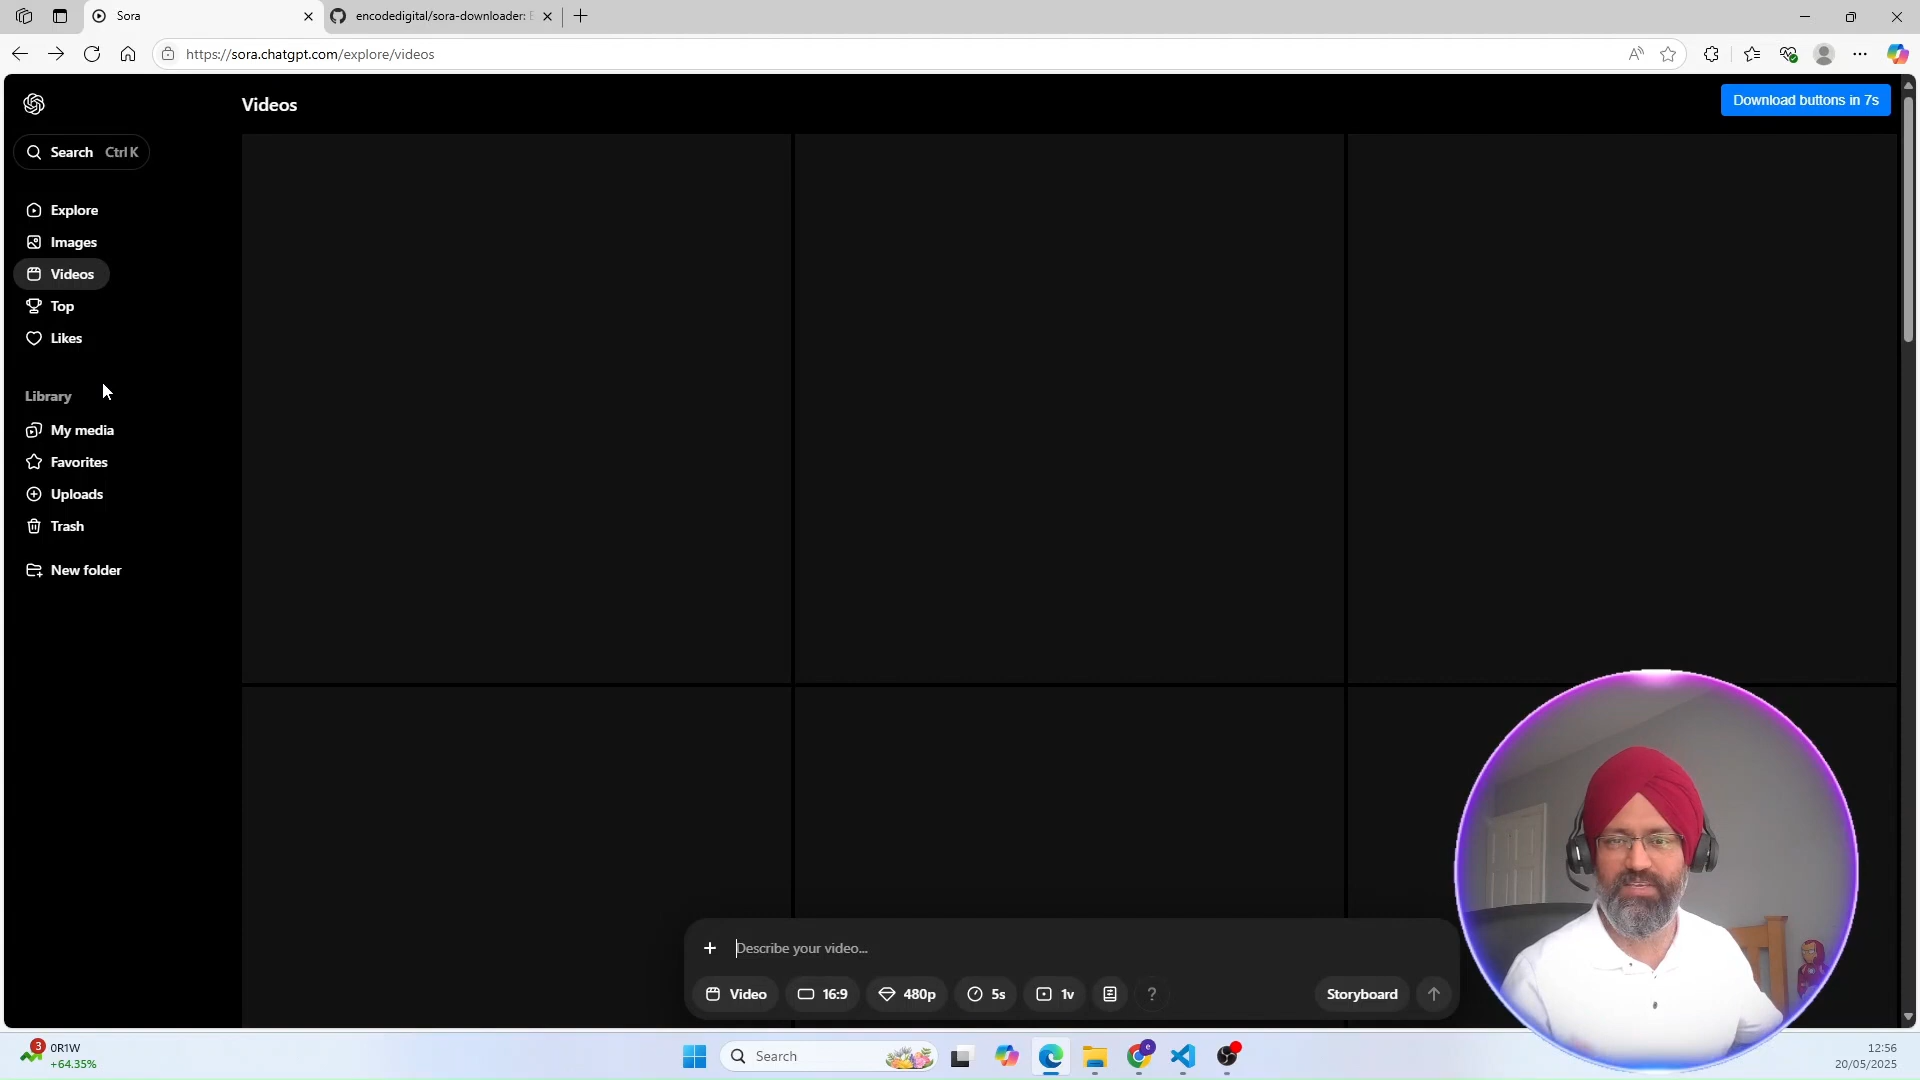 Sora
encodedigital/sora-downloader: E
https://sora.chatgpt.com/explore/videos
Videos
Download buttons in 7s
Search Ctrl K
Explore
Images
Videos
Top
Likes
Library
My media
Favorites
Uploads
Trash
New folder
Describe your video...
Video 16:9 480p 5s 1v ? Storyboard
3
0R1W
+64.35%
Search
e
12:56
20/05/2025